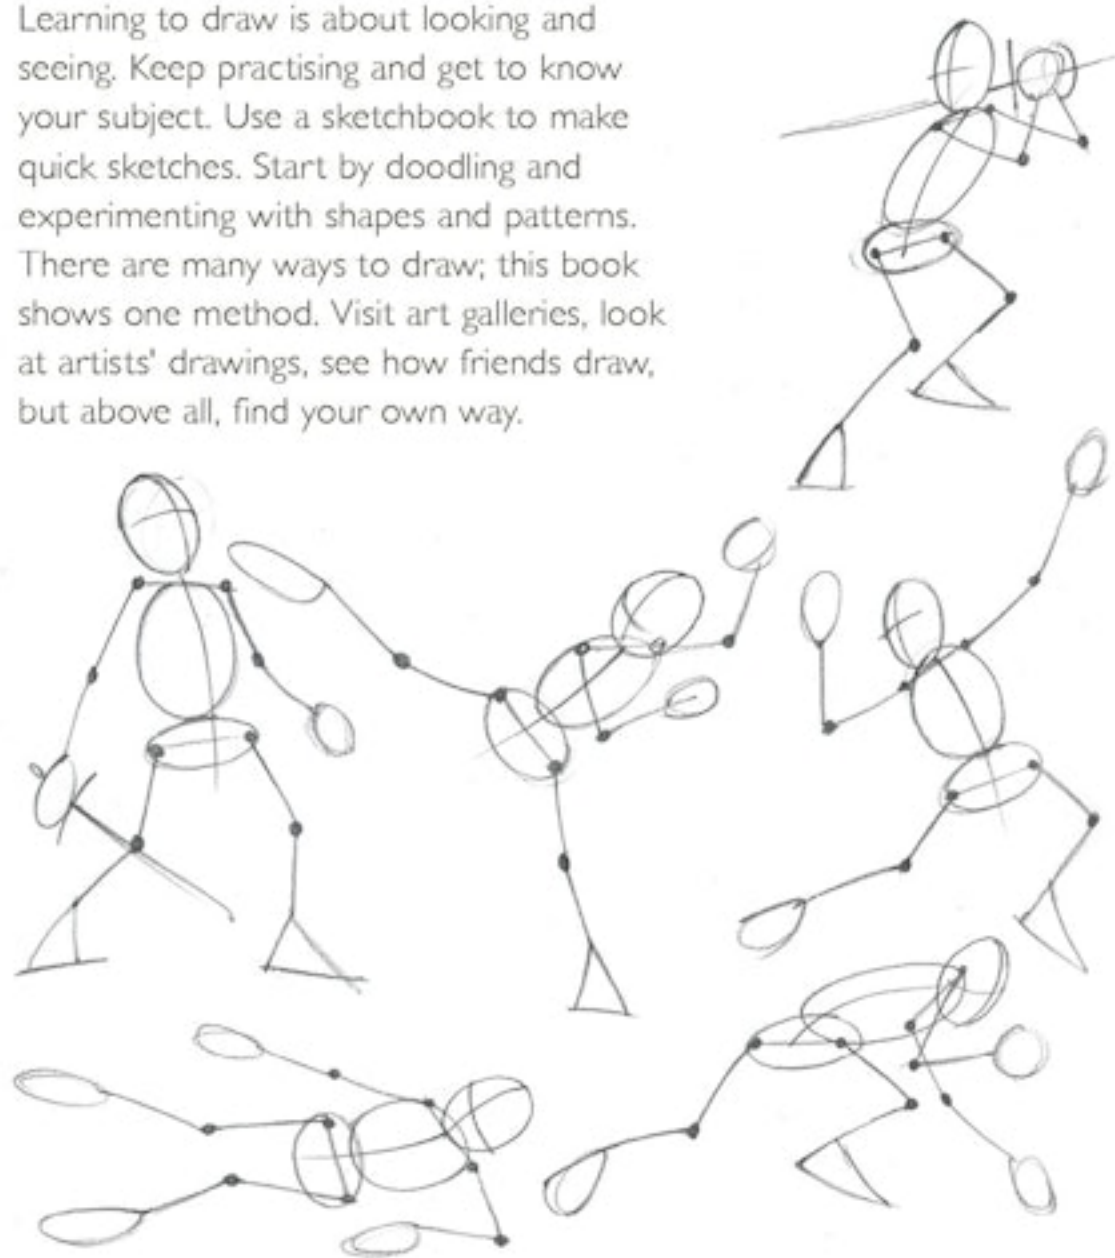 Learning to draw is about looking and
seeing. Keep practising and get to know
your subject. Use a sketchbook to make
quick sketches. Start by doodling and
experimenting with shapes and patterns.
There are many ways to draw; this book
shows one method. Visit art galleries, look
at artists' drawings, see how friends draw,
but above all, find your own way.